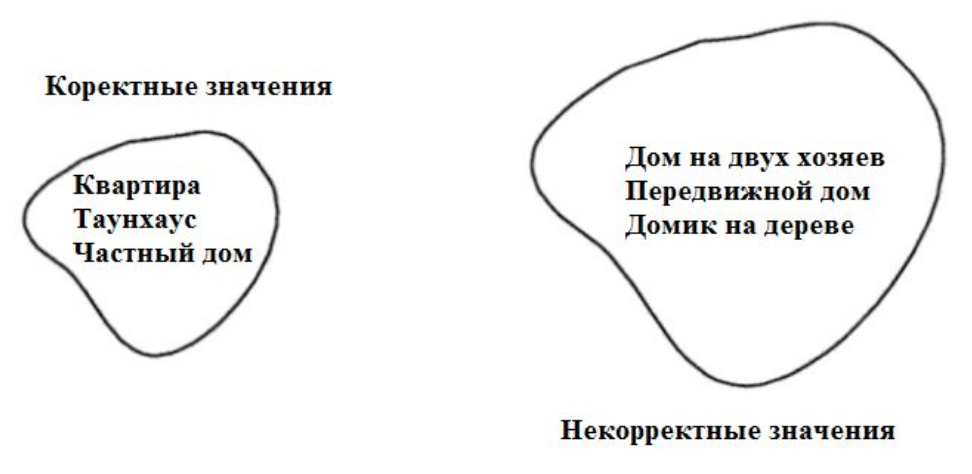 Коректные значения
Квартира
Таунхаус
Частный дом
Дом на двух хозяев
Передвижной дом
Домик на дереве
Некорректные значения